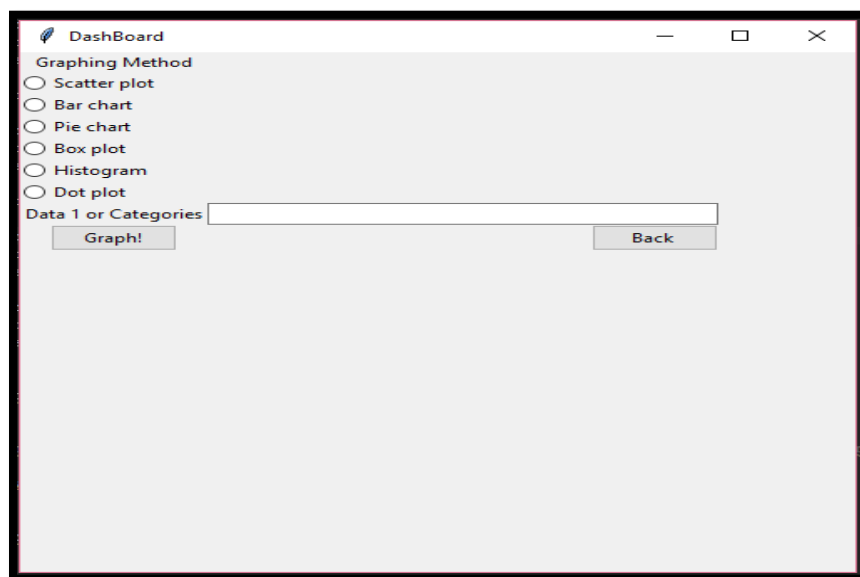 DashBoard
Graphing Method
Scatter plot
Bar chart
Pie chart
Box plot
Histogram
Dot plot
Data 1 or Categories
Graph! Back